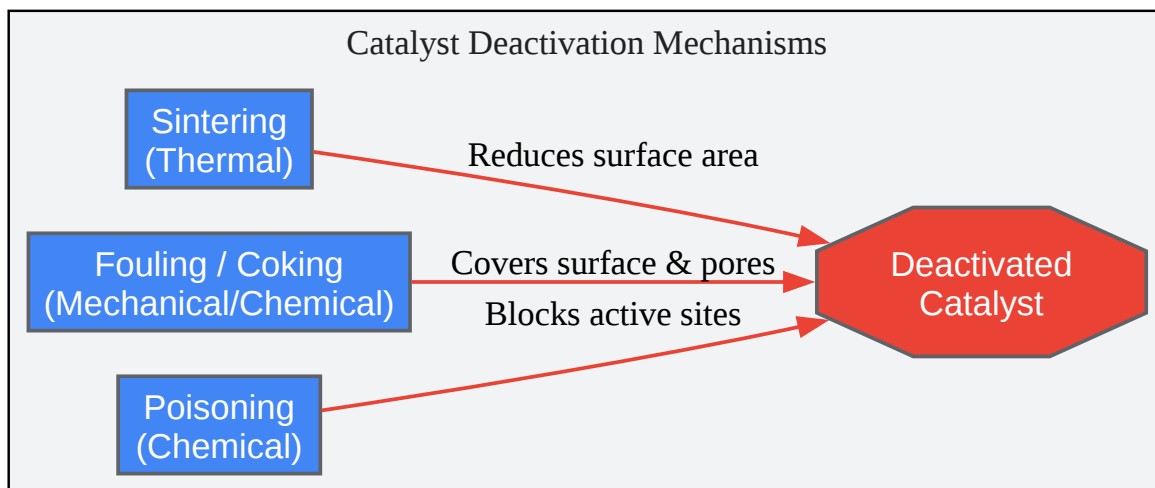 Catalyst Deactivation Mechanisms
Sintering
(Thermal)
Reduces surface area
Fouling / Coking
(Mechanical/Chemical)
Covers surface & pores
Deactivated
Catalyst
Blocks active sites
Poisoning
(Chemical)